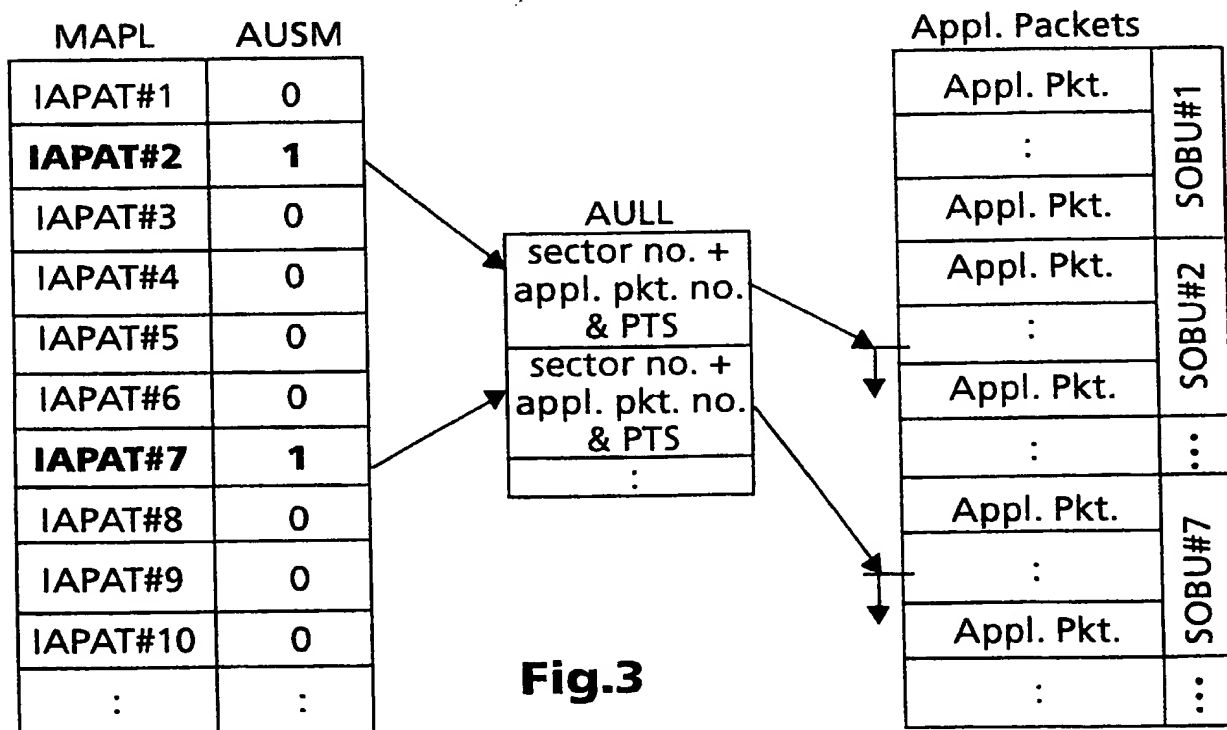 MAPL AUSM
IAPAT#1 0
IAPAT#2 1
IAPAT#3 0
IAPAT#4 0
IAPAT#5 0
IAPAT#6 0
IAPAT#7 1
IAPAT#8 0
IAPAT#9 0
IAPAT#10 0
: :
AULL
sector no. +
appl. pkt. no.
& PTS
sector no. +
appl. pkt. no.
& PTS
:
Appl. Packets
Appl. Pkt.
:
Appl. Pkt.
SOBU#1
Appl. Pkt.
:
Appl. Pkt.
SOBU#2
:
...
Appl. Pkt.
:
Appl. Pkt.
SOBU#7
:
...
Fig.3